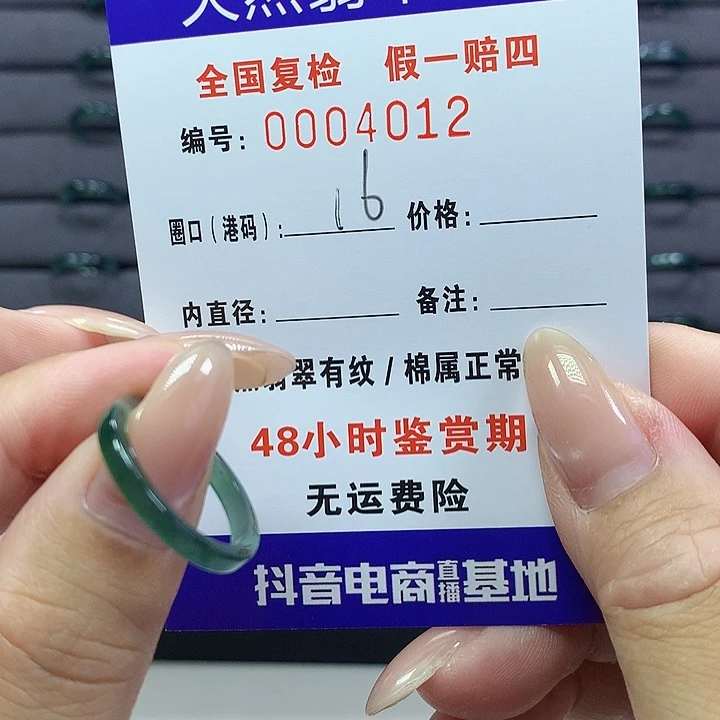 全国复检 假一赔四
编号: 0004012
圈口(港码): 16 价格:
内直径: 备注:
翡翠有纹/棉属正常
48小时鉴赏期
无运费险
抖音电商直播基地